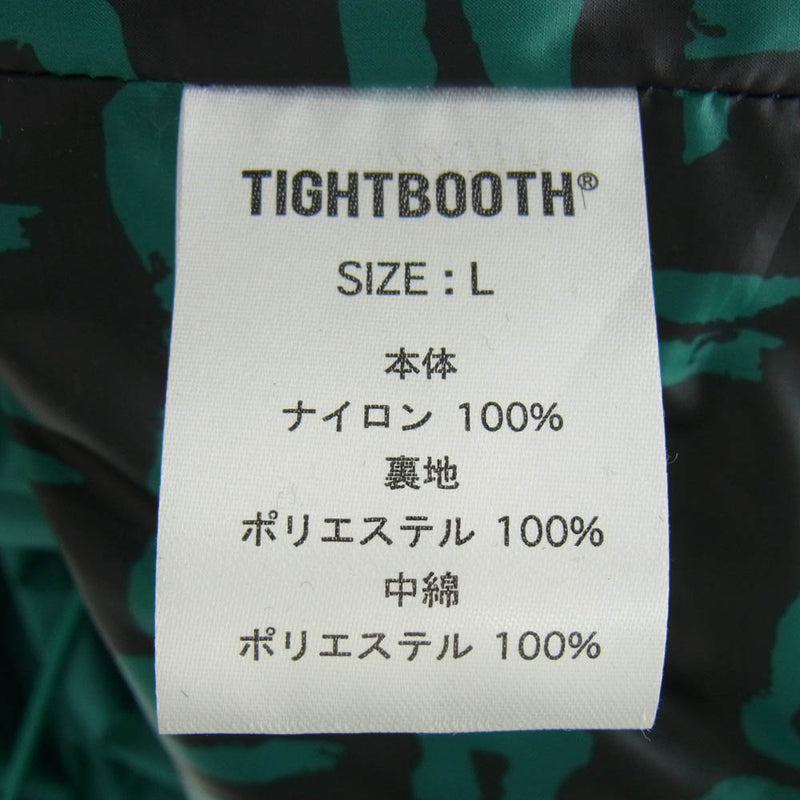 TIGHTBOOTH®
SIZE : L
本体
ナイロン 100%
裏地
ポリエステル 100%
中綿
ポリエステル 100%